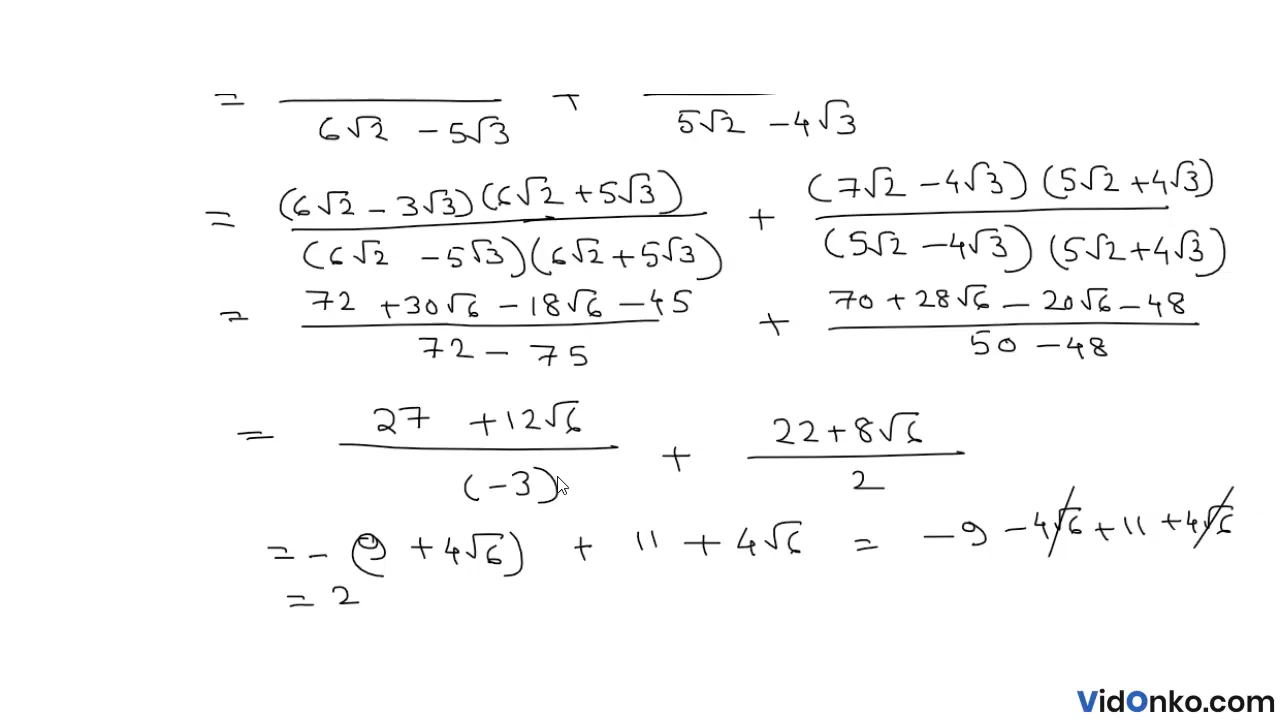 = ――― + ―――
6√2 - 5√3 5√2 - 4√3
= (6√2 - 3√3)(6√2 + 5√3) + (7√2 - 4√3)(5√2 + 4√3)
(6√2 - 5√3)(6√2 + 5√3) (5√2 - 4√3)(5√2 + 4√3)
= 72 + 30√6 - 18√6 - 45 + 70 + 28√6 - 20√6 - 48
72 - 75 50 - 48
= 27 + 12√6 + 22 + 8√6
(-3) 2
= - (9 + 4√6) + 11 + 4√6 = -9 - 4√6 + 11 + 4√6
= 2
VidOnko.com